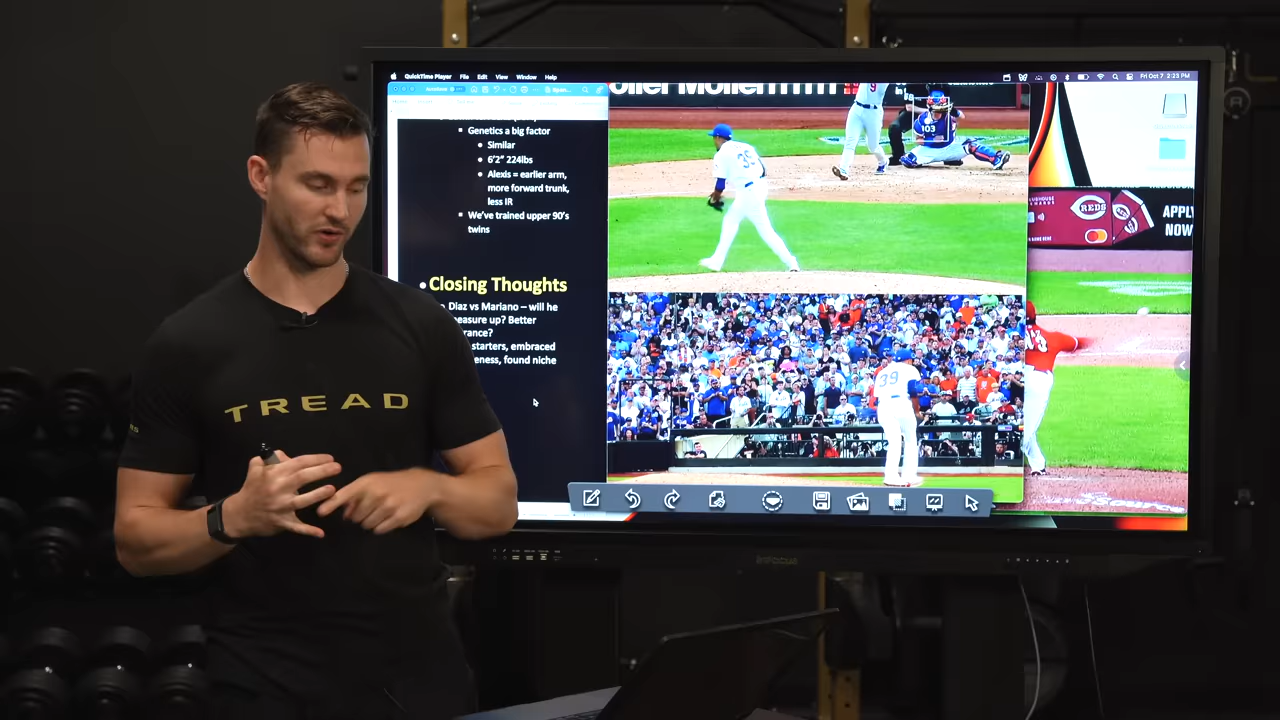 QuickTime Player File Edit View Window Help
Fri Oct 7 2:23 PM
Genetics a big factor
Similar
6'2" 224lbs
Alexis = earlier arm,
more forward trunk,
less IR
We've trained upper 90's
twins
Closing Thoughts
Diaz vs Mariano – will he
easure up? Better
rance?
starters, embraced
eness, found niche
39
103
39
REDS
APPLY
NOW
TREAD
InFocus